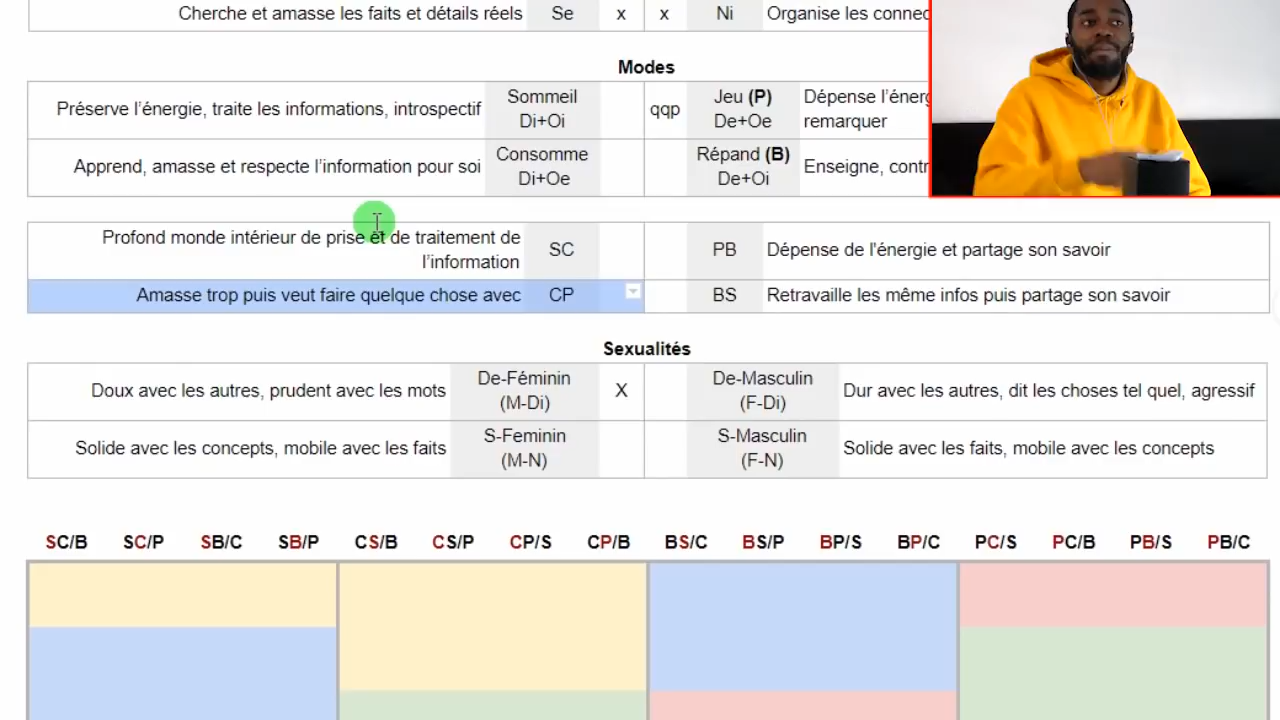 Cherche et amasse les faits et détails réels Se x x Ni Organise les
Modes
Préserve l'énergie, traite les informations, introspectif Sommeil Di+Oi qqp Jeu (P) De+Oe Dépense
remarquer
Apprend, amasse et respecte l'information pour soi Consomme Di+Oe Répand (B) De+Oi Enseigne,
Profond monde intérieur de prise et de traitement de l'information SC PB Dépense de l'énergie et partage son savoir
Amasse trop puis veut faire quelque chose avec CP BS Retravaille les même infos puis partage son savoir
Sexualités
Doux avec les autres, prudent avec les mots De-Féminin (M-Di) X De-Masculin (F-Di) Dur avec les autres, dit les choses tel quel, agressif
Solide avec les concepts, mobile avec les faits S-Feminin (M-N) S-Masculin (F-N) Solide avec les faits, mobile avec les concepts
SC/B SC/P SB/C SB/P CS/B CS/P CP/S CP/B BS/C BS/P BP/S BP/C PC/S PC/B PB/S PB/C